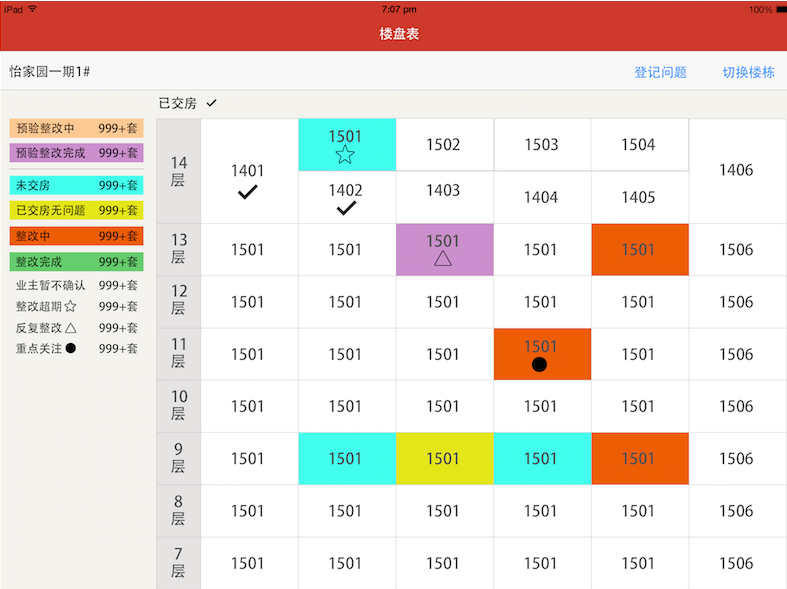 iPad 7:07 pm 100%
楼盘表
怡家园一期1# 登记问题 切换楼栋
已交房
预验整改中 999+套
预验整改完成 999+套
未交房 999+套
已交房无问题 999+套
整改中 999+套
整改完成 999+套
业主暂不确认 999+套
整改超期 999+套
反复整改 999+套
重点关注 999+套
14层
1501 1502 1503 1504
1401 1406
1402 1403 1404 1405
13层 1501 1501 1501 1501 1501 1506
12层 1501 1501 1501 1501 1501 1506
11层 1501 1501 1501 1501 1501 1506
10层 1501 1501 1501 1501 1501 1506
9层 1501 1501 1501 1501 1501 1506
8层 1501 1501 1501 1501 1501 1506
7层 1501 1501 1501 1501 1501 1506